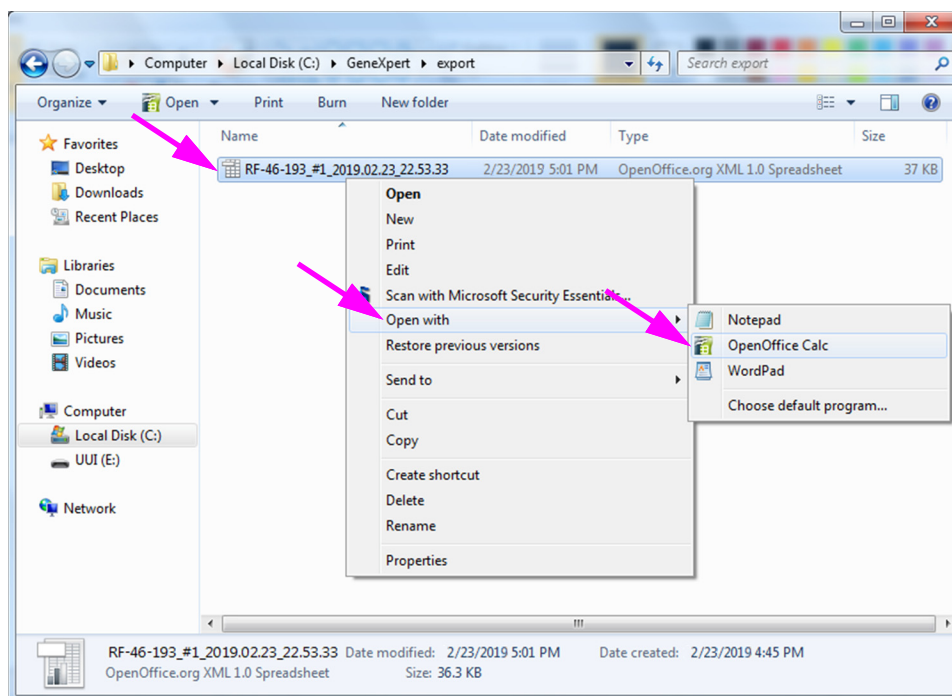 Computer Local Disk (C:) GeneXpert export
Search export
Organize Open Print Burn New folder
Favorites
Desktop
Downloads
Recent Places
Libraries
Documents
Music
Pictures
Videos
Computer
Local Disk (C:)
UUI (E:)
Network
Name Date modified Type Size
RF-46-193_#1_2019.02.23_22.53.33 2/23/2019 5:01 PM OpenOffice.org XML 1.0 Spreadsheet 37 KB
Open
New
Print
Edit
Scan with Microsoft Security Essentials...
Open with
Restore previous versions
Send to
Cut
Copy
Create shortcut
Delete
Rename
Properties
Notepad
OpenOffice Calc
WordPad
Choose default program...
RF-46-193_#1_2019.02.23_22.53.33 Date modified: 2/23/2019 5:01 PM Date created: 2/23/2019 4:45 PM
OpenOffice.org XML 1.0 Spreadsheet Size: 36.3 KB